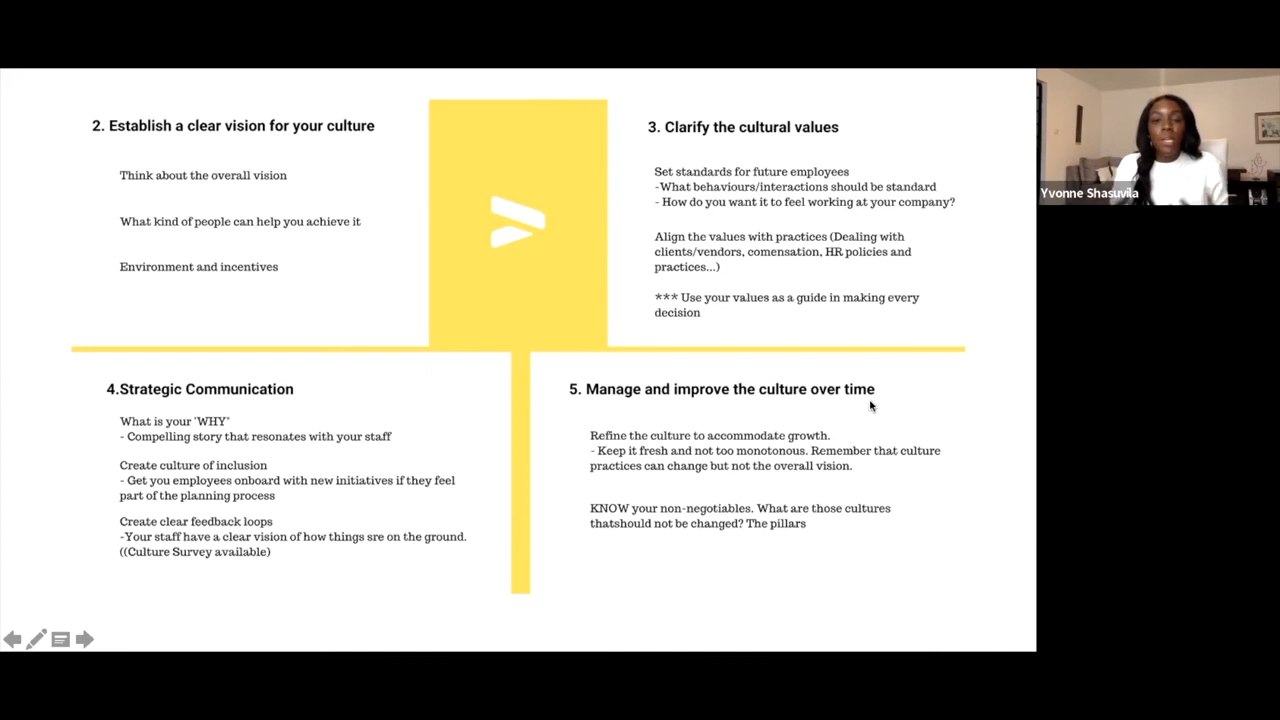 2. Establish a clear vision for your culture
Think about the overall vision
What kind of people can help you achieve it
Environment and incentives
3. Clarify the cultural values
Set standards for future employees
-What behaviours/interactions should be standard
- How do you want it to feel working at your company?
Align the values with practices (Dealing with
clients/vendors, comensation, HR policies and
practices...)
*** Use your values as a guide in making every
decision
4.Strategic Communication
What is your "WHY"
- Compelling story that resonates with your staff
Create culture of inclusion
- Get you employees onboard with new initiatives if they feel
part of the planning process
Create clear feedback loops
-Your staff have a clear vision of how things sre on the ground.
((Culture Survey available)
5. Manage and improve the culture over time
Refine the culture to accommodate growth.
- Keep it fresh and not too monotonous. Remember that culture
practices can change but not the overall vision.
KNOW your non-negotiables. What are those cultures
thatshould not be changed? The pillars
Yvonne Shasuvila